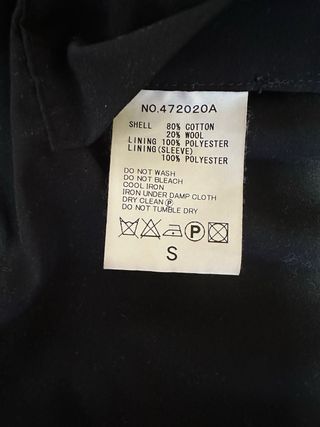 NO.472020A
SHELL 80% COTTON
20% WOOL
LINING 100% POLYESTER
LINING(SLEEVE)
100% POLYESTER
DO NOT WASH
DO NOT BLEACH
COOL IRON
IRON UNDER DAMP CLOTH
DRY CLEAN Ⓟ
DO NOT TUMBLE DRY
P
S